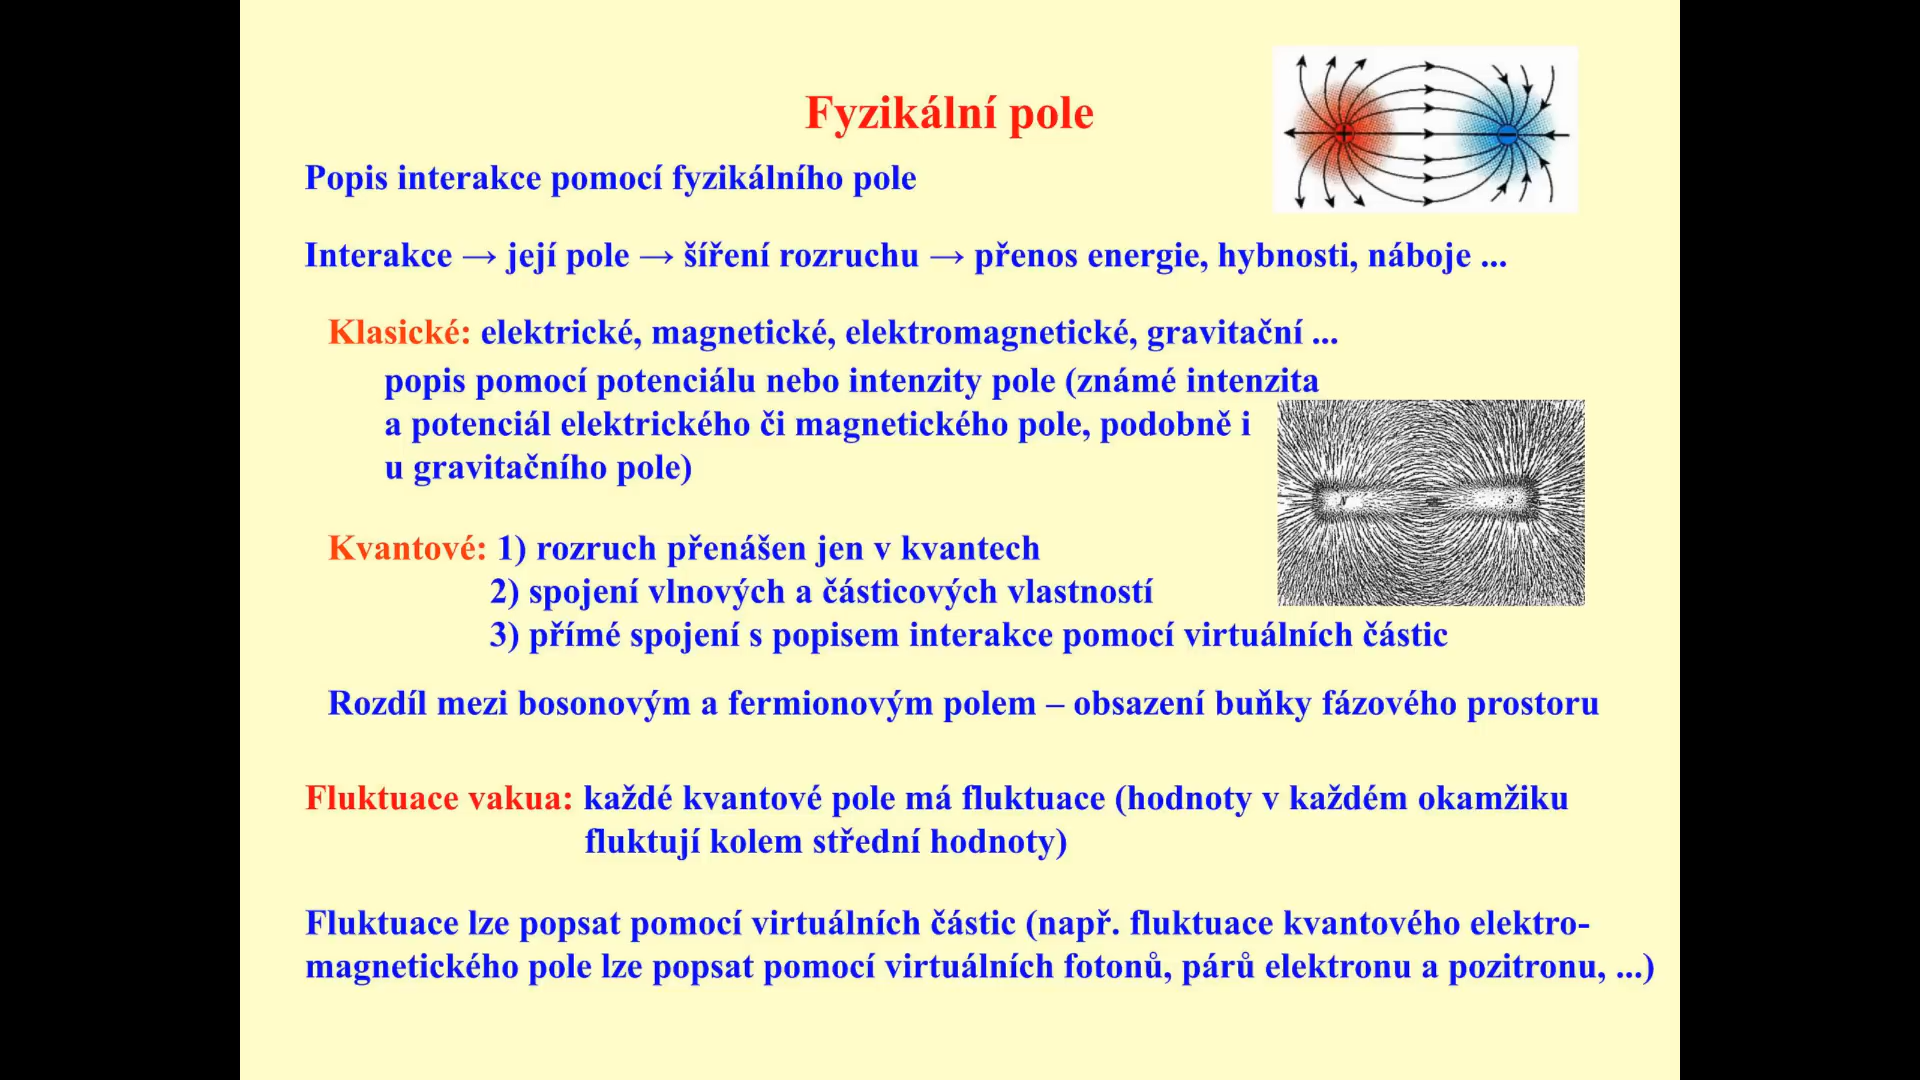 Fyzikální pole
Popis interakce pomocí fyzikálního pole
Interakce → její pole → šíření rozruchu → přenos energie, hybnosti, náboje ...
Klasické: elektrické, magnetické, elektromagnetické, gravitační ...
popis pomocí potenciálu nebo intenzity pole (známé intenzita
a potenciál elektrického či magnetického pole, podobně i
u gravitačního pole)
N S
Kvantové: 1) rozruch přenášen jen v kvantech
2) spojení vlnových a částicových vlastností
3) přímé spojení s popisem interakce pomocí virtuálních částic
Rozdíl mezi bosonovým a fermionovým polem – obsazení buňky fázového prostoru
Fluktuace vakua: každé kvantové pole má fluktuace (hodnoty v každém okamžiku
fluktují kolem střední hodnoty)
Fluktuace lze popsat pomocí virtuálních částic (např. fluktuace kvantového elektro-
magnetického pole lze popsat pomocí virtuálních fotonů, párů elektronu a pozitronu, ...)